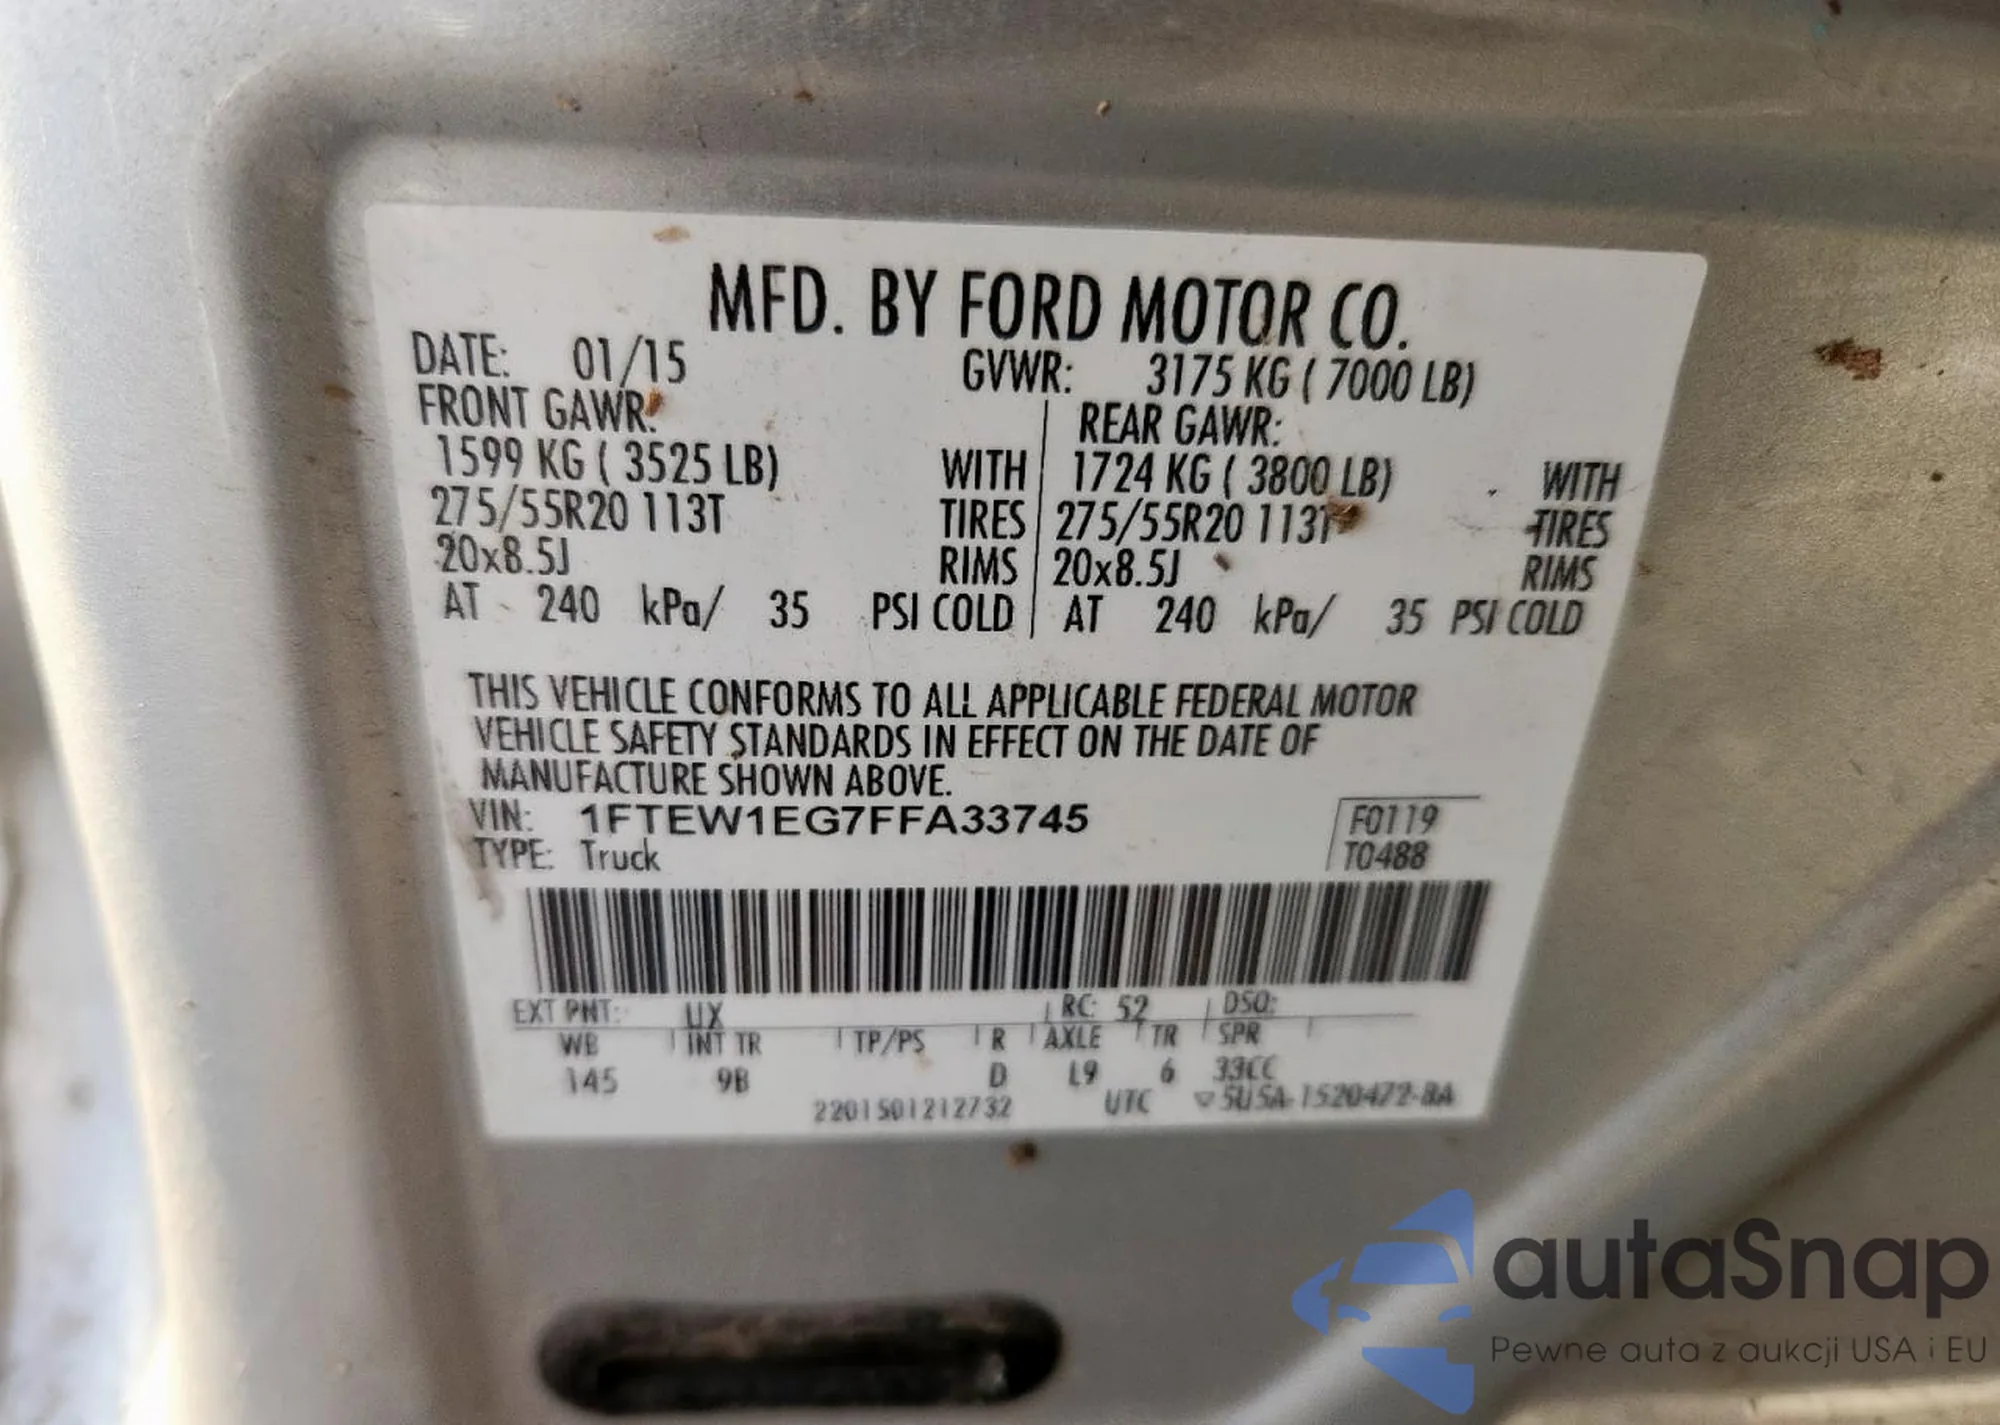 MFD. BY FORD MOTOR CO.
DATE: 01/15 GVWR: 3175 KG ( 7000 LB)
FRONT GAWR: REAR GAWR:
1599 KG ( 3525 LB) WITH 1724 KG ( 3800 LB) WITH
275/55R20 113T TIRES 275/55R20 113T TIRES
20x8.5J RIMS 20x8.5J RIMS
AT 240 kPa/ 35 PSI COLD AT 240 kPa/ 35 PSI COLD
THIS VEHICLE CONFORMS TO ALL APPLICABLE FEDERAL MOTOR
VEHICLE SAFETY STANDARDS IN EFFECT ON THE DATE OF
MANUFACTURE SHOWN ABOVE.
VIN: 1FTEW1EG7FFA33745 F0119
TYPE: Truck T0488
EXT PNT: UX RC: 52 DSO:
WB INT TR TP/PS R AXLE TR SPR
145 9B D L9 6 33CC
2201501212732 UTC ▽ 5U5A-1520472-BA
autaSnap
Pewne auta z aukcji USA i EU